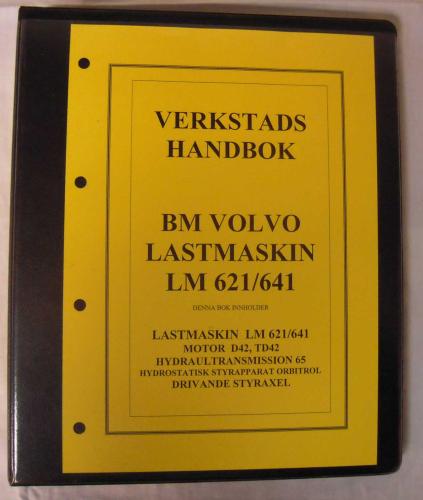 VERKSTADS
HANDBOK
BM VOLVO
LASTMASKIN
LM 621/641
DENNA BOK INNHOLDER
LASTMASKIN LM 621/641
MOTOR D42, TD42
HYDRAULTRANSMISSION 65
HYDROSTATISK STYRAPPARAT ORBITROL
DRIVANDE STYRAXEL